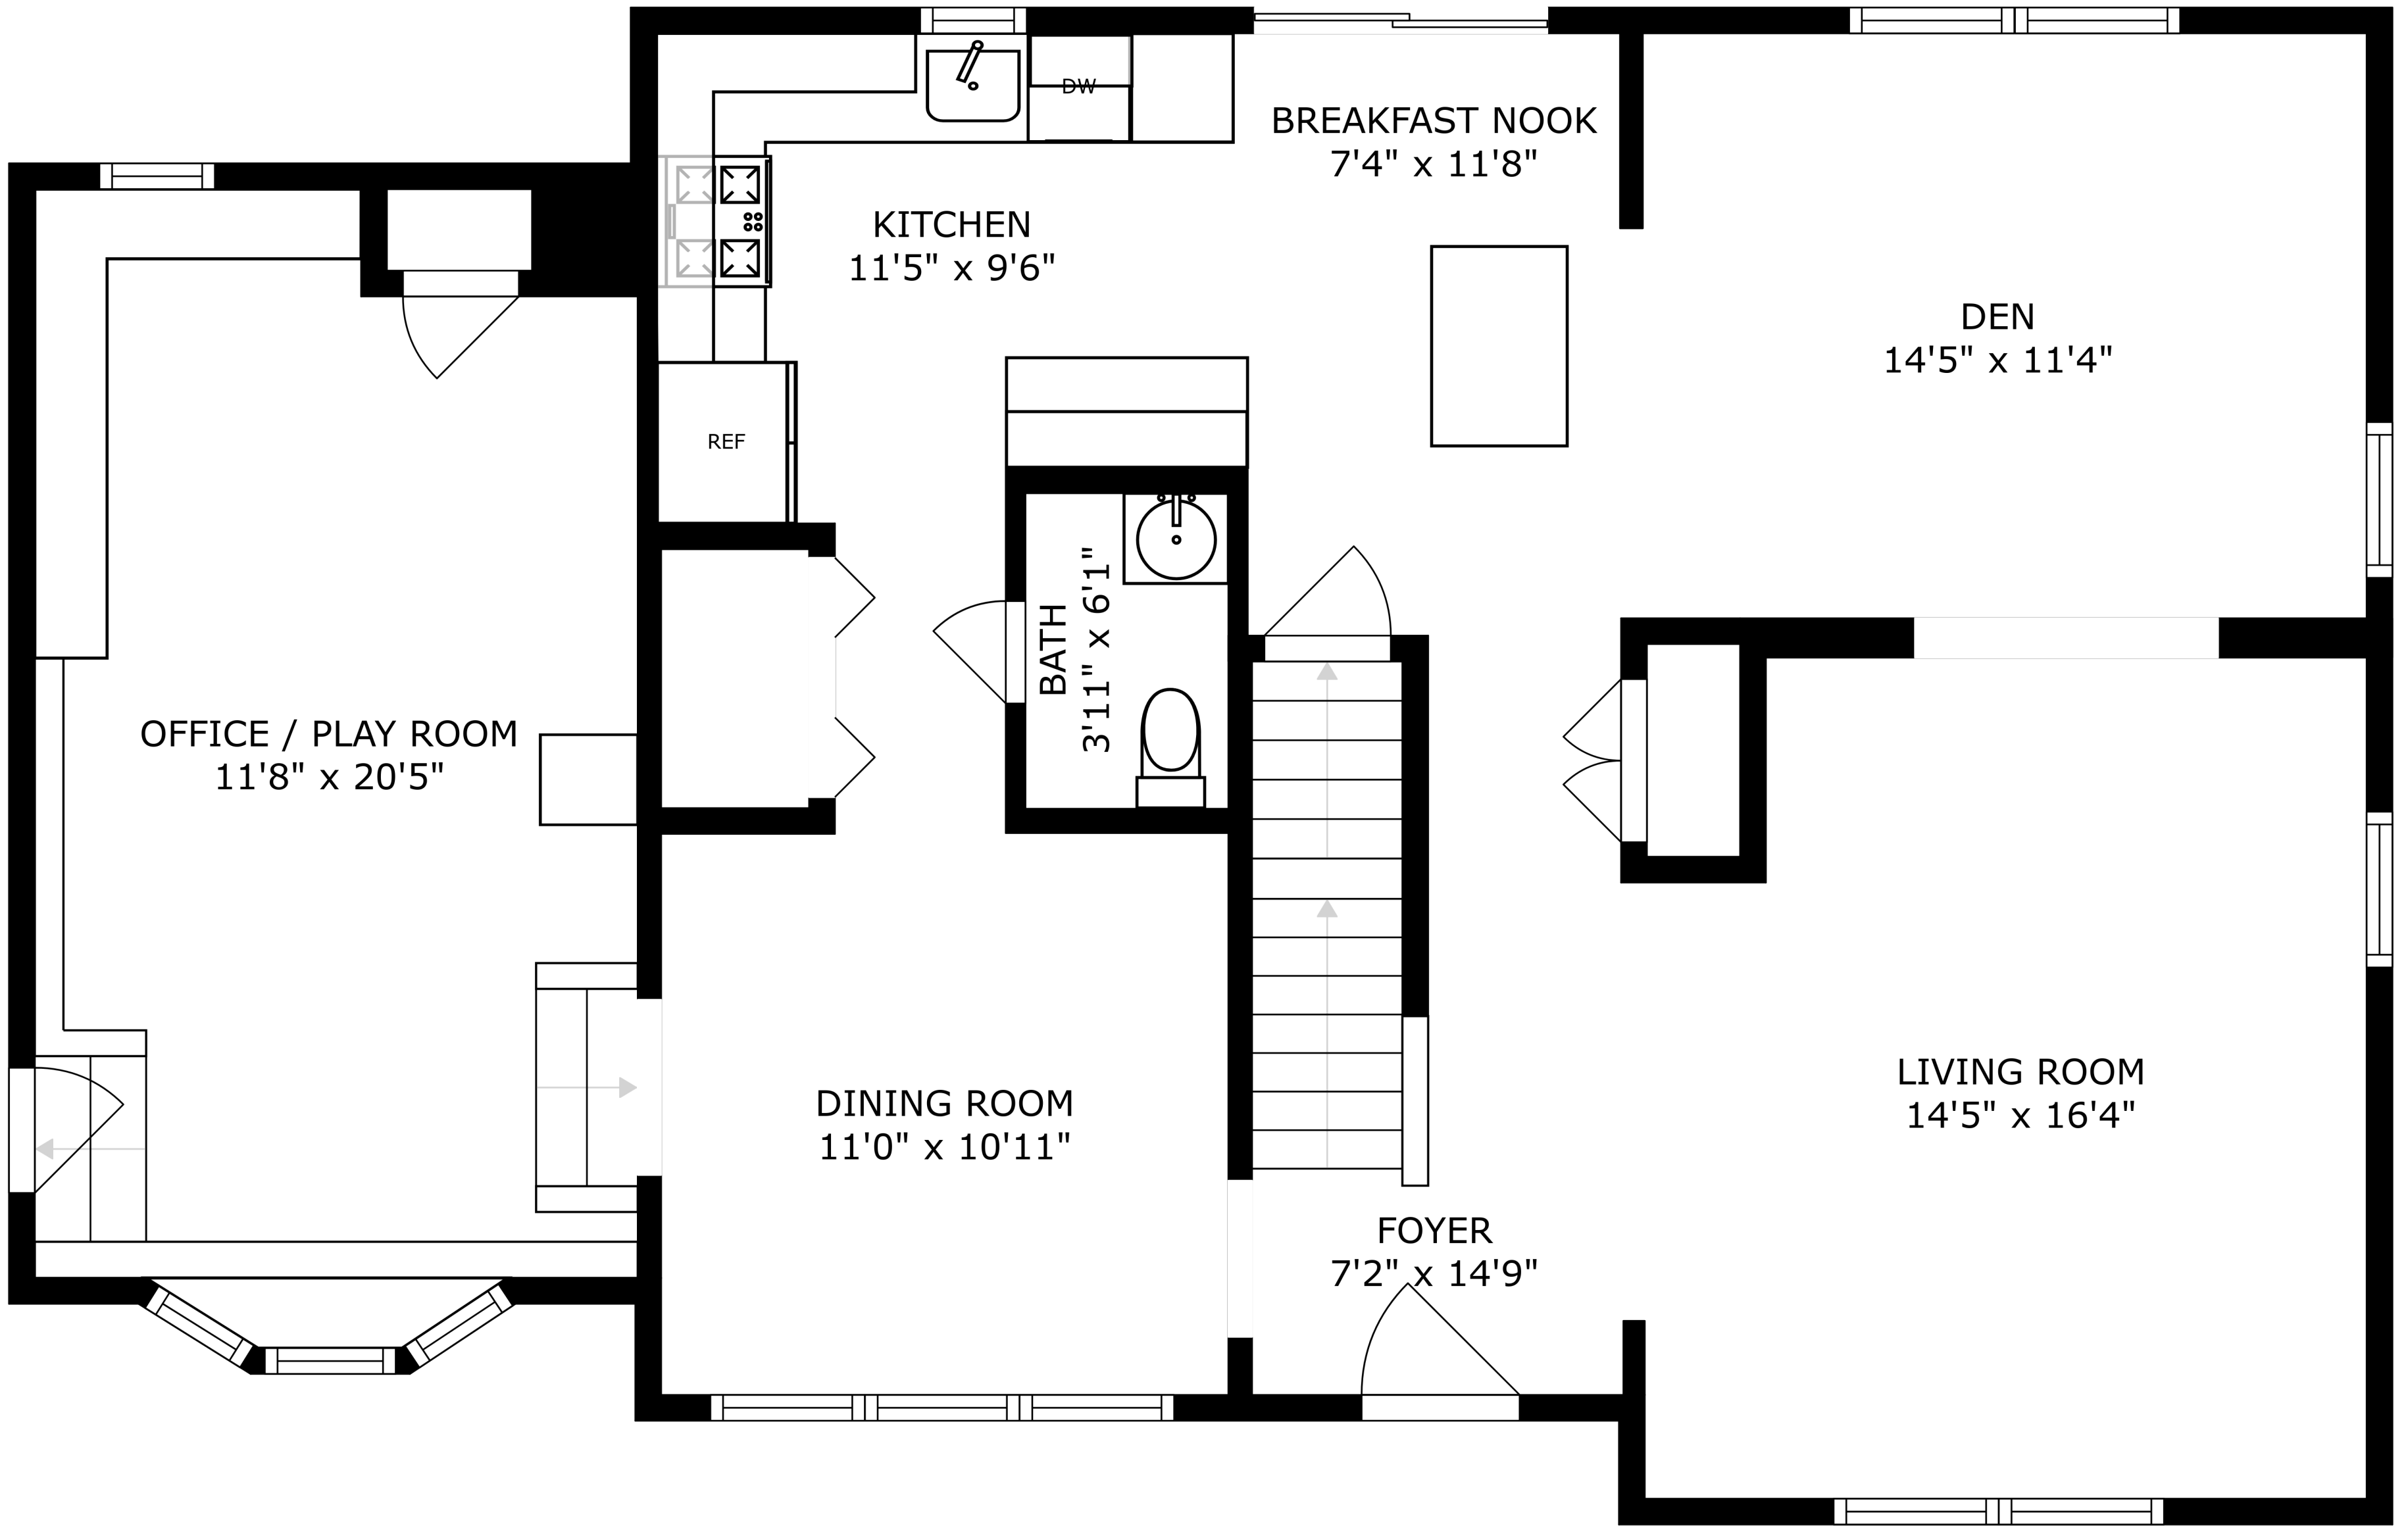 DW
BREAKFAST NOOK
7'4" x 11'8"
KITCHEN
11'5" x 9'6"
DEN
14'5" x 11'4"
REF
BATH
3'11" x 6'1"
OFFICE / PLAY ROOM
11'8" x 20'5"
LIVING ROOM
14'5" x 16'4"
DINING ROOM
11'0" x 10'11"
FOYER
7'2" x 14'9"